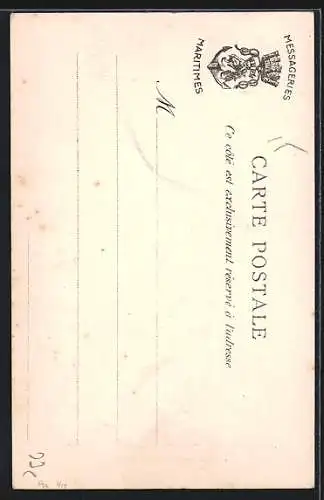 MESSAGERIES
MARITIMES
CARTE POSTALE
Ce côté est exclusivement réservé à l'adresse
M